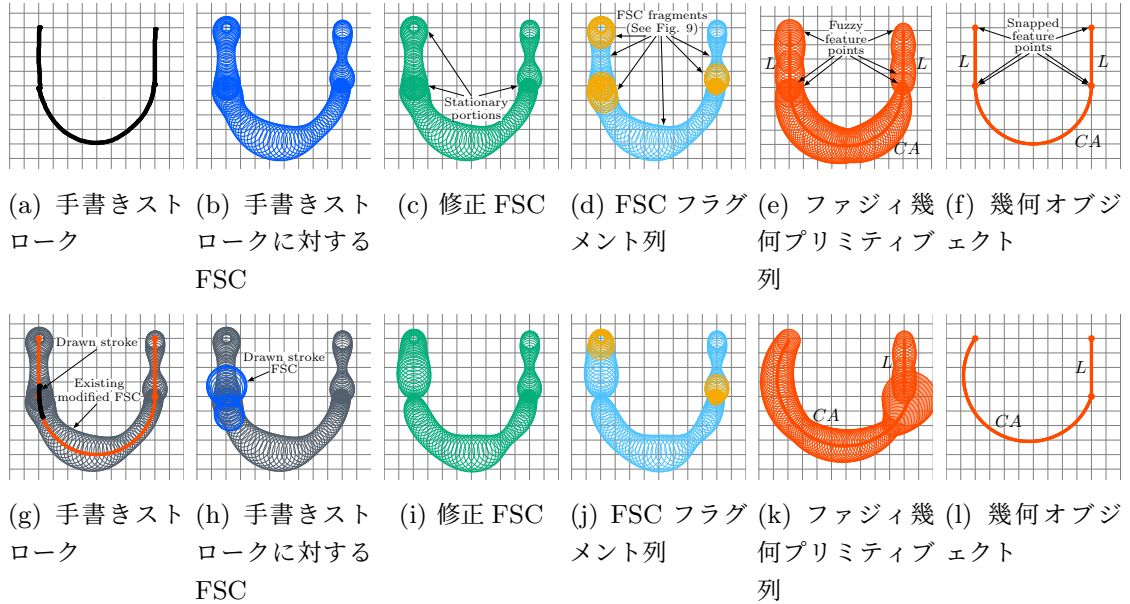 Stationary
portions
FSC fragments
(See Fig. 9)
Fuzzy
feature
points
L
L
CA
Snapped
feature
points
L
L
CA
(a) 手書きスト
ローク
(b) 手書きスト
ロークに対する
FSC
(c) 修正 FSC
(d) FSC フラグ
メント列
(e) ファジィ幾
何プリミティブ
列
(f) 幾何オブジ
ェクト
Drawn stroke
Existing
modified FSC
Drawn stroke
FSC
L
CA
L
CA
(g) 手書きスト
ローク
(h) 手書きスト
ロークに対する
FSC
(i) 修正 FSC
(j) FSC フラグ
メント列
(k) ファジィ幾
何プリミティブ
列
(l) 幾何オブジ
ェクト